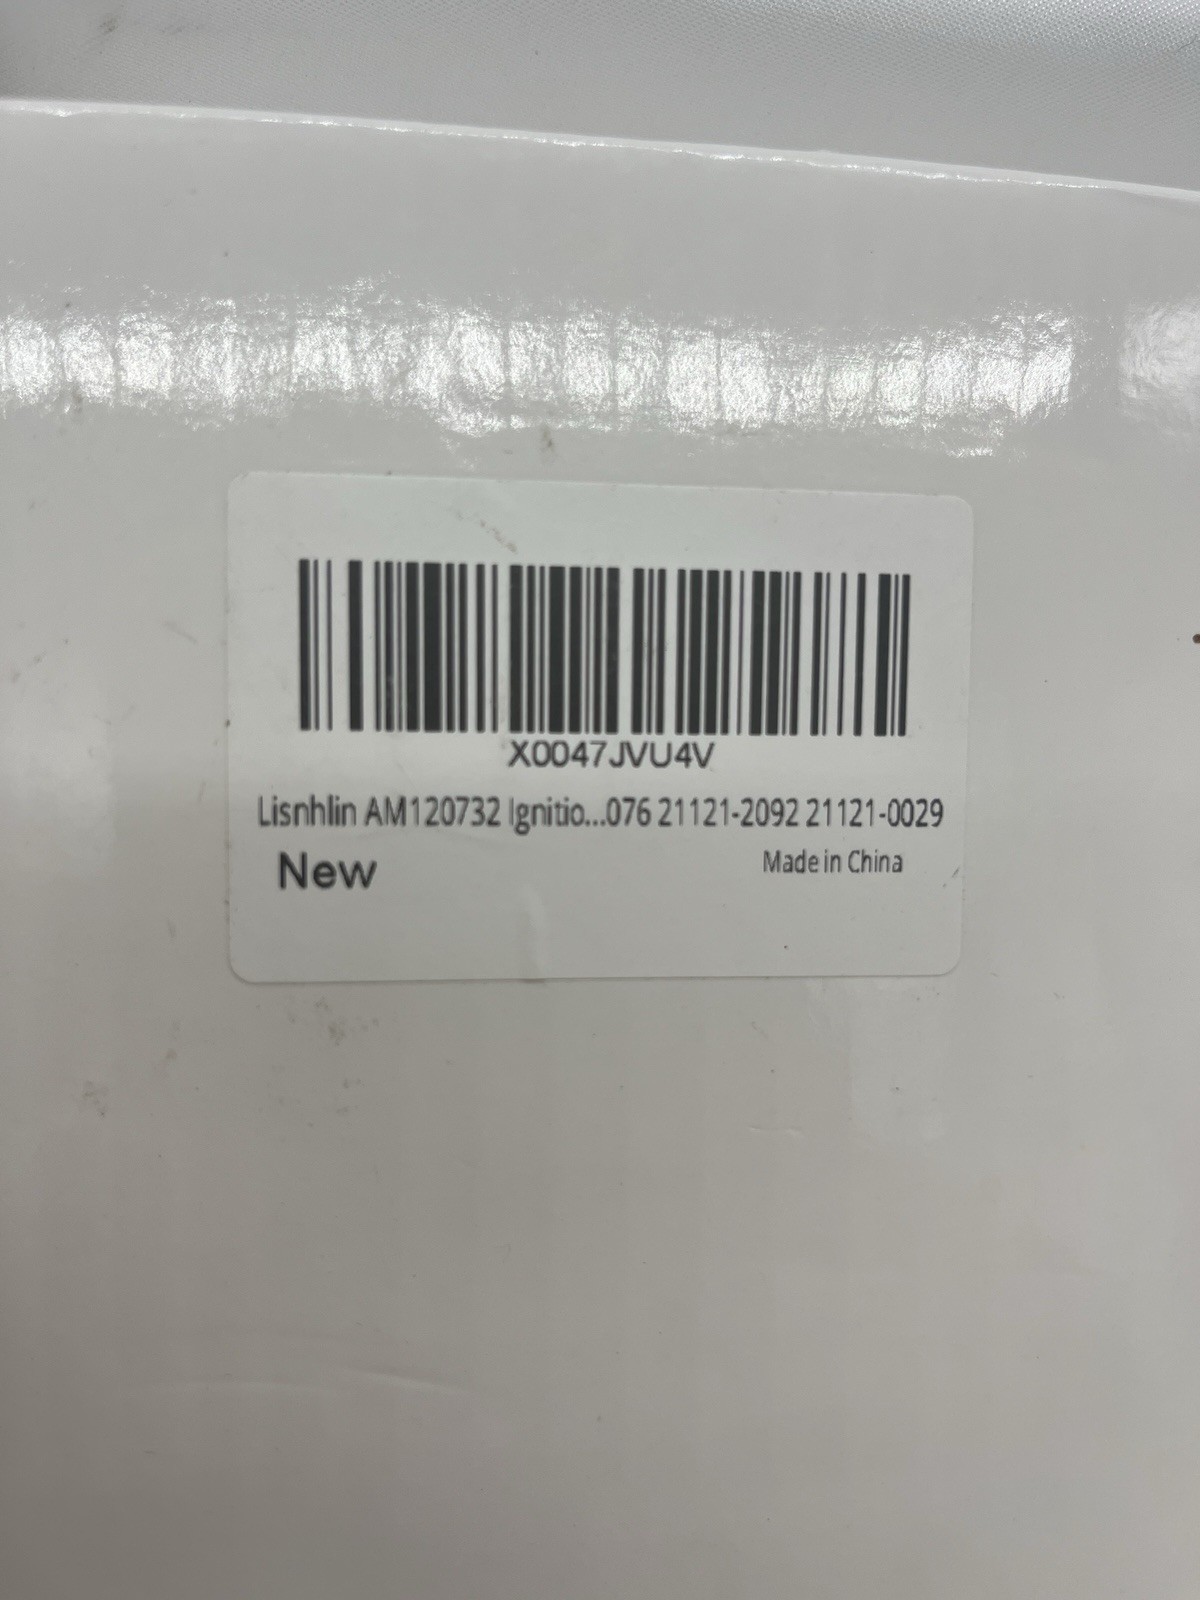 X0047JVU4V
Lisnhlin AM120732 Ignitio...076 21121-2092 21121-0029
New
Made in China